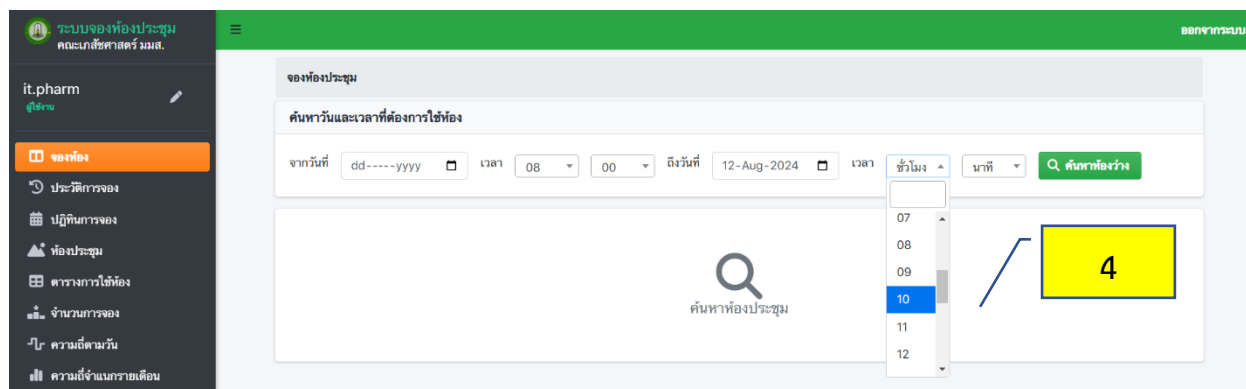 ระบบจองห้องประชุม
คณะเภสัชศาสตร์ มมส.
ออกจากระบบ
it.pharm
ผู้ใช้งาน
จองห้อง
ประวัติการจอง
ปฏิทินการจอง
ห้องประชุม
ตารางการใช้ห้อง
จำนวนการจอง
ความถี่ตามวัน
ความถี่จำแนกรายเดือน
จองห้องประชุม
ค้นหาวันและเวลาที่ต้องการใช้ห้อง
จากวันที่ dd-----yyyy เวลา 08 00 ถึงวันที่ 12-Aug-2024 เวลา ชั่วโมง นาที ค้นหาห้องว่าง
07
08
09
10
11
12
ค้นหาห้องประชุม
4